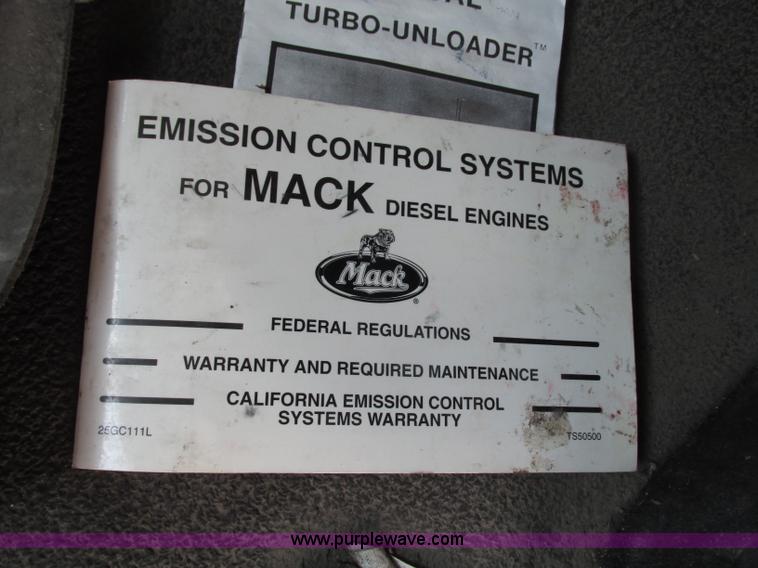 TURBO-UNLOADER™
EMISSION CONTROL SYSTEMS
FOR MACK DIESEL ENGINES
Mack®
FEDERAL REGULATIONS
WARRANTY AND REQUIRED MAINTENANCE
CALIFORNIA EMISSION CONTROL
SYSTEMS WARRANTY
25GC111L
TS50500
www.purplewave.com